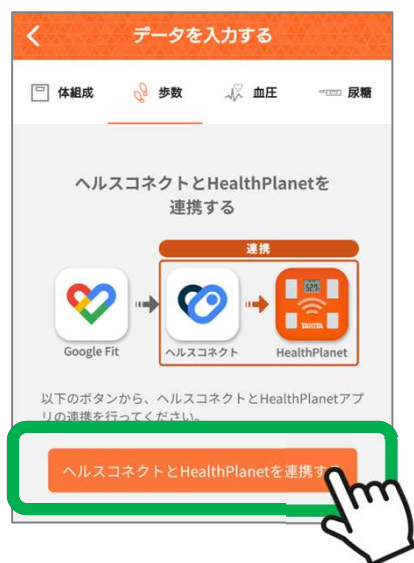 データを入力する
体組成 歩数 血圧 尿糖
ヘルスコネクトとHealthPlanetを
連携する
連携
52.7
TANITA
Google Fit ヘルスコネクト HealthPlanet
以下のボタンから、ヘルスコネクトとHealthPlanetアプ
リの連携を行ってください。
ヘルスコネクトとHealthPlanetを連携す